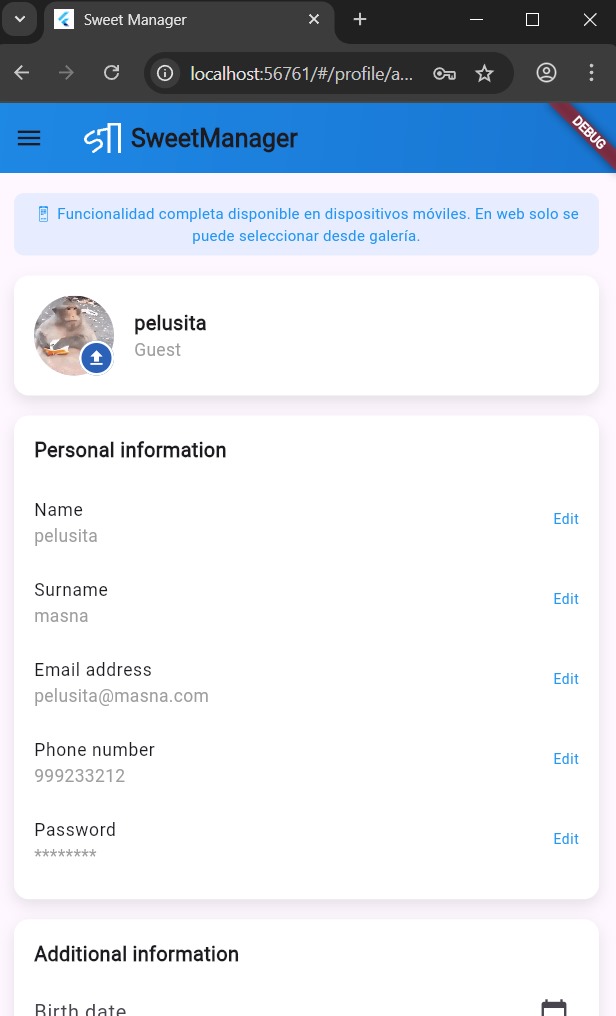 Sweet Manager
localhost:56761/#/profile/a...
SweetManager
DEBUG
Funcionalidad completa disponible en dispositivos móviles. En web solo se
puede seleccionar desde galería.
pelusita
Guest
Personal information
Name
pelusita
Edit
Surname
masna
Edit
Email address
pelusita@masna.com
Edit
Phone number
999233212
Edit
Password
********
Edit
Additional information
Birth date